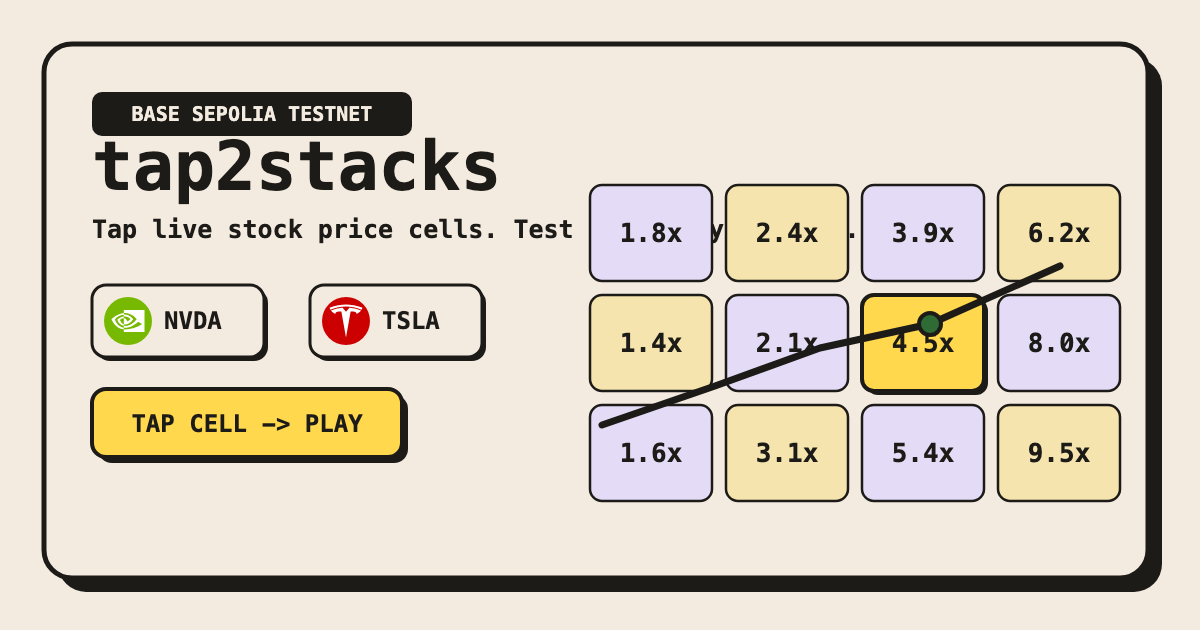 BASE SEPOLIA TESTNET
tap2stacks
Tap live stock price cells. Test
NVDA
TSLA
TAP CELL -> PLAY
1.8x 2.4x 3.9x 6.2x
1.4x 2.1x 4.5x 8.0x
1.6x 3.1x 5.4x 9.5x